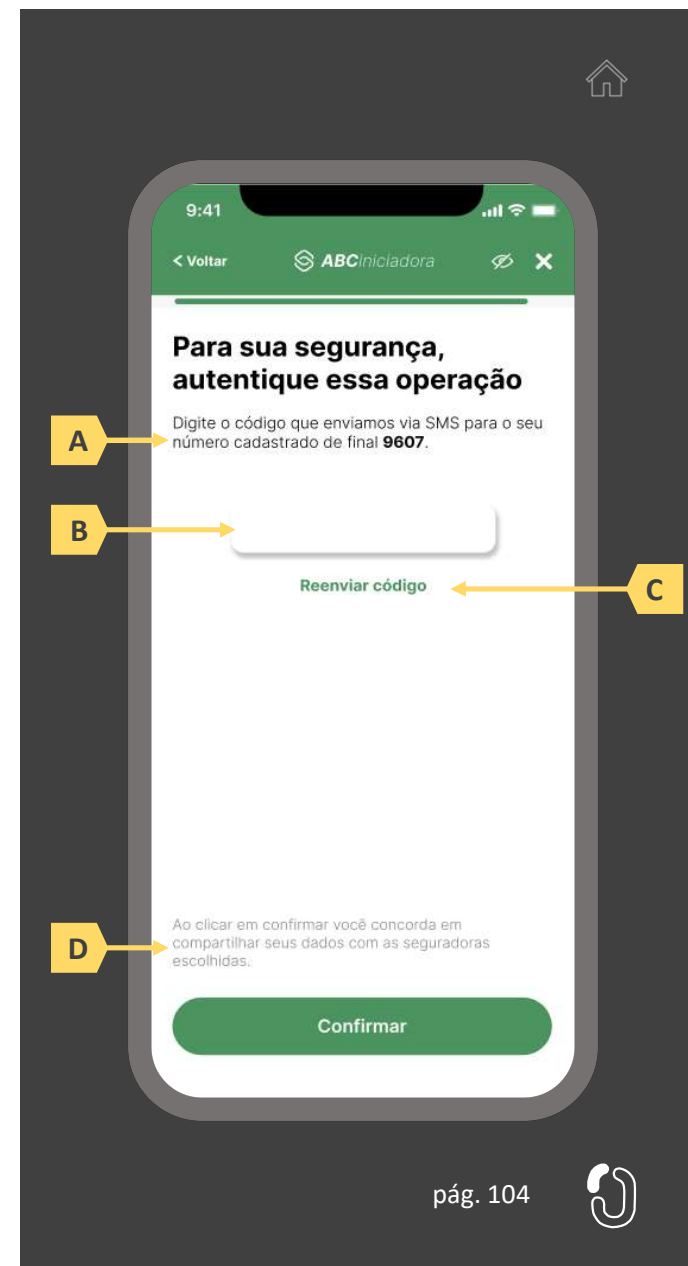 9:41
< Voltar
ABCiniciadora
Para sua segurança,
autentique essa operação
Digite o código que enviamos via SMS para o seu
número cadastrado de final 9607.
A
B
Reenviar código
C
Ao clicar em confirmar você concorda em
compartilhar seus dados com as seguradoras
escolhidas.
D
Confirmar
pág. 104